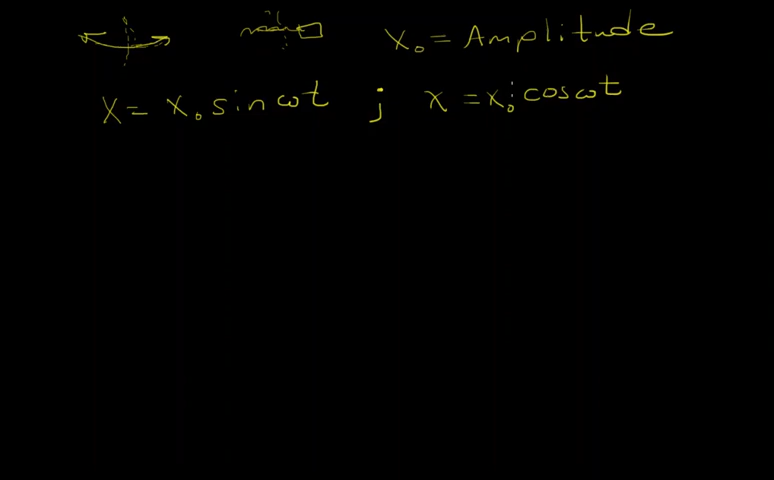 x₀ = Amplitude
x = x₀ sin ωt ; x = x₀ cos ωt